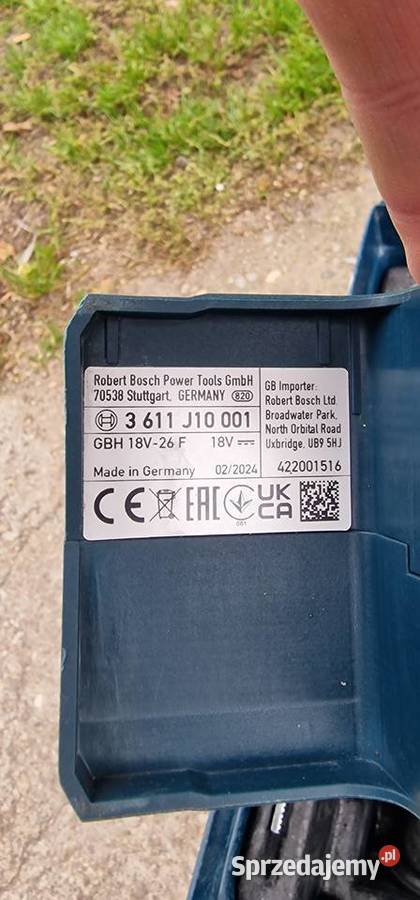 Robert Bosch Power Tools GmbH
70538 Stuttgart, GERMANY 820
3 611 J10 001
GBH 18V-26 F 18V
Made in Germany 02/2024
GB Importer:
Robert Bosch Ltd.
Broadwater Park,
North Orbital Road
Uxbridge, UB9 5HJ
422001516
CE EAC 061 UK CA
Sprzedajemy.pl